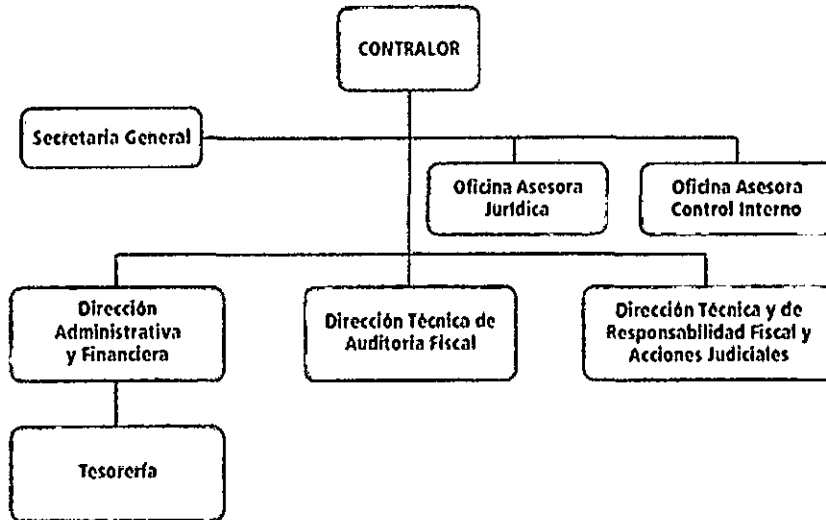 CONTRALOR
Secretaria General
Oficina Asesora
Jurídica
Oficina Asesora
Control Interno
Dirección
Administrativa
y Financiera
Dirección Técnica de
Auditoria Fiscal
Dirección Técnica y de
Responsabilidad Fiscal y
Acciones Judiciales
Tesorería